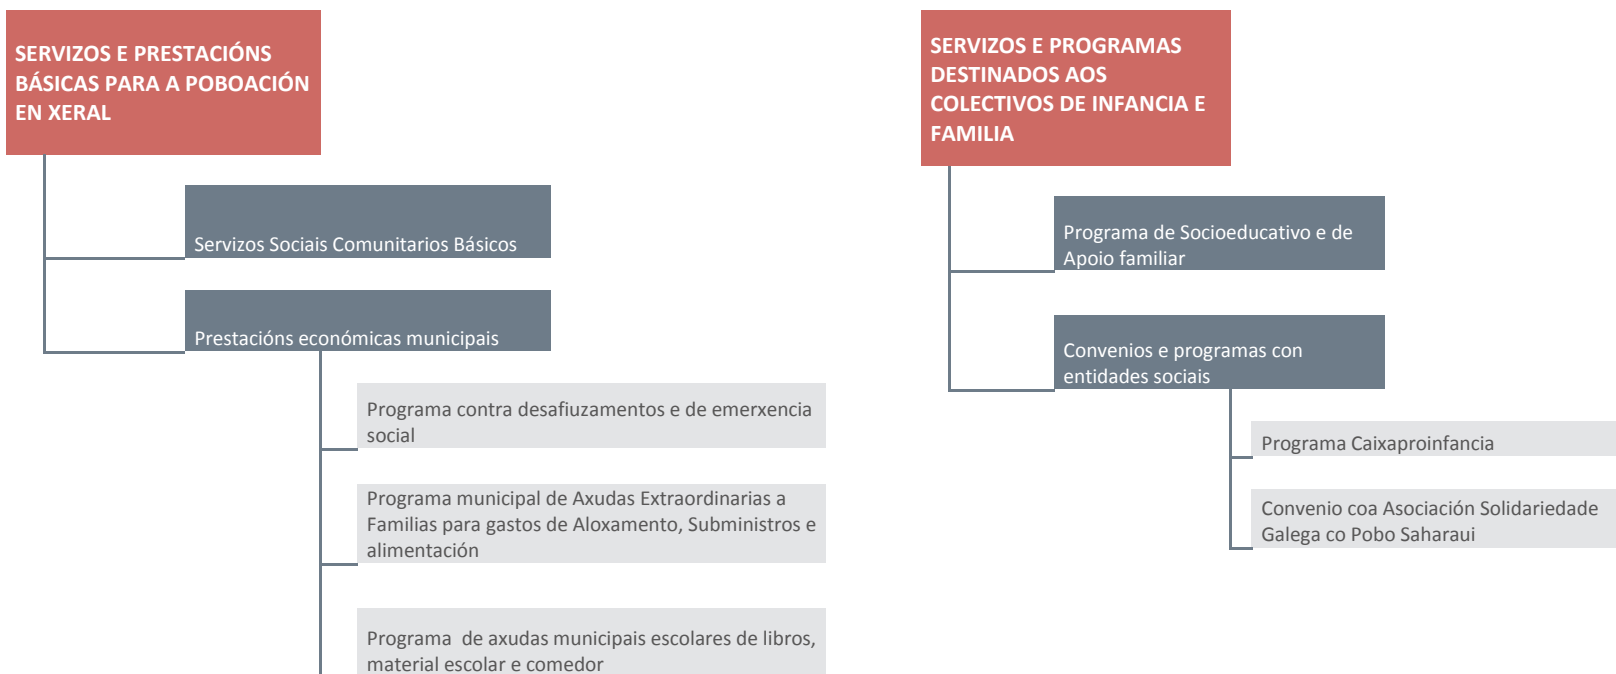 SERVIZOS E PRESTACIÓNS
BÁSICAS PARA A POBOACIÓN
EN XERAL
Servizos Sociais Comunitarios Básicos
Prestacións económicas municipais
Programa contra desafiuzamentos e de emerxencia
social
Programa municipal de Axudas Extraordinarias a
Familias para gastos de Aloxamento, Subministros e
alimentación
Programa  de axudas municipais escolares de libros,
material escolar e comedor
SERVIZOS E PROGRAMAS
DESTINADOS AOS
COLECTIVOS DE INFANCIA E
FAMILIA
Programa de Socioeducativo e de
Apoio familiar
Convenios e programas con
entidades sociais
Programa Caixaproinfancia
Convenio coa Asociación Solidariedade
Galega co Pobo Saharaui